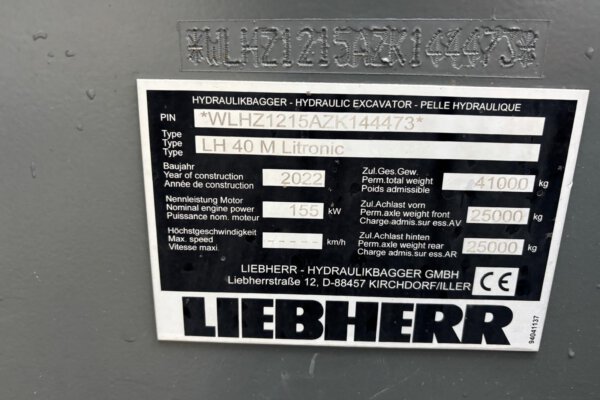 *WLHZ1215AZK144473*
HYDRAULIKBAGGER - HYDRAULIC EXCAVATOR - PELLE HYDRAULIQUE
PIN *WLHZ1215AZK144473*
Type
Type LH 40 M Litronic
Type
Baujahr
Year of construction 2022
Année de construction
Zul.Ges.Gew.
Perm.total weight 41000 kg
Poids admissible
Nennleistung Motor
Nominal engine power 155 kW
Puissance nom. moteur
Zul.Achlast vorn
Perm.axle weight front 25000 kg
Charge admis.sur ess.AV
Höchstgeschwindigkeit
Max. speed ----- km/h
Vitesse maxi.
Zul.Achlast hinten
Perm.axle weight rear 25000 kg
Charge admis.sur ess.AR
LIEBHERR - HYDRAULIKBAGGER GMBH
Liebherrstraße 12, D-88457 KIRCHDORF/ILLER
CE
LIEBHERR
94041137